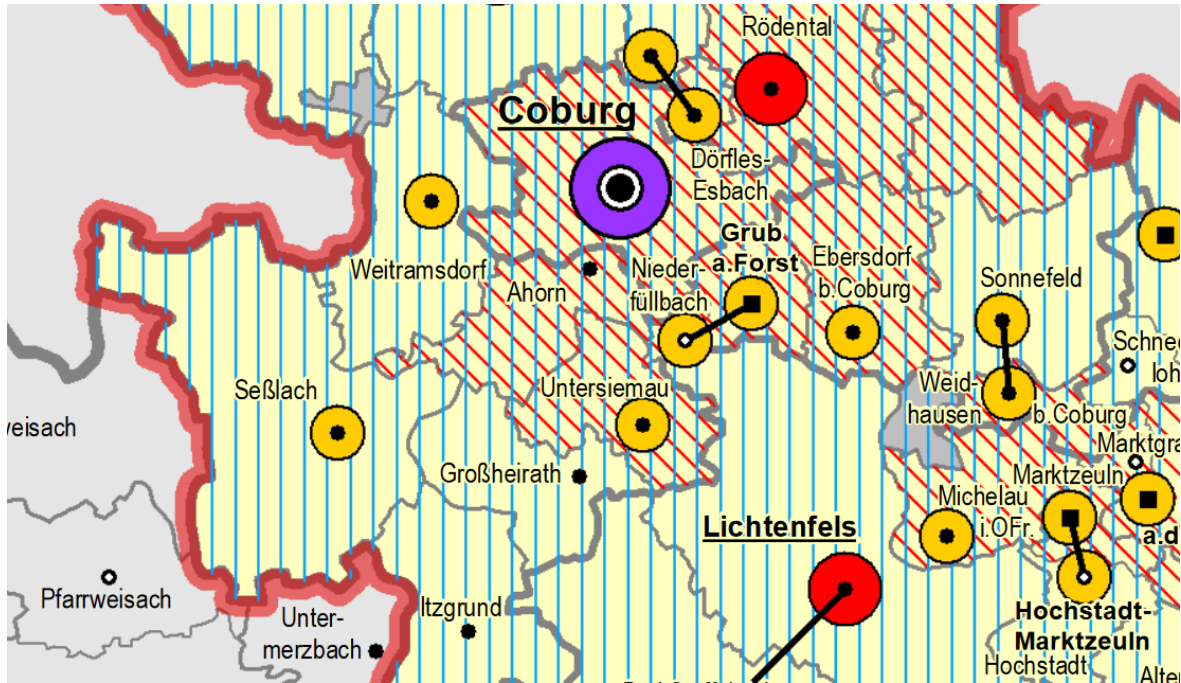 Rödental
Coburg
Dörfles-
Esbach
Grub
a.Forst
Nieder-
füllbach
Ebersdorf
b.Coburg
Weitramsdorf
Ahorn
Sonnefeld
Seßlach
Untersiemau
Weid-
hausen
b.Coburg
Großheirath
Marktzeuln
Michelau
i.OFr.
Lichtenfels
Pfarrweisach
Itzgrund
Unter-
merzbach
Hochstadt-
Marktzeuln
Hochstadt
weisach
Schne
loh
Marktgra
a.d
Alter